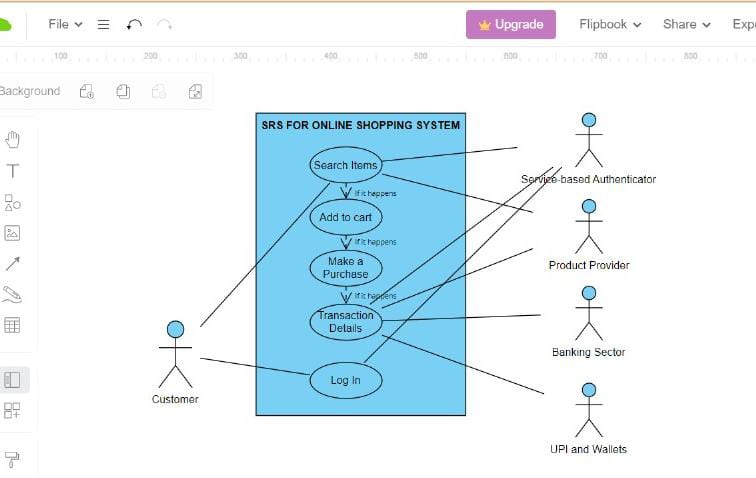 File
Upgrade
Flipbook
Share
Expo
100
200
300
400
500
600
700
800
Background
SRS FOR ONLINE SHOPPING SYSTEM
Search Items
If it happens
Add to cart
If it happens
Make a
Purchase
If it happens
Transaction
Details
Log In
Customer
Service-based Authenticator
Product Provider
Banking Sector
UPI and Wallets